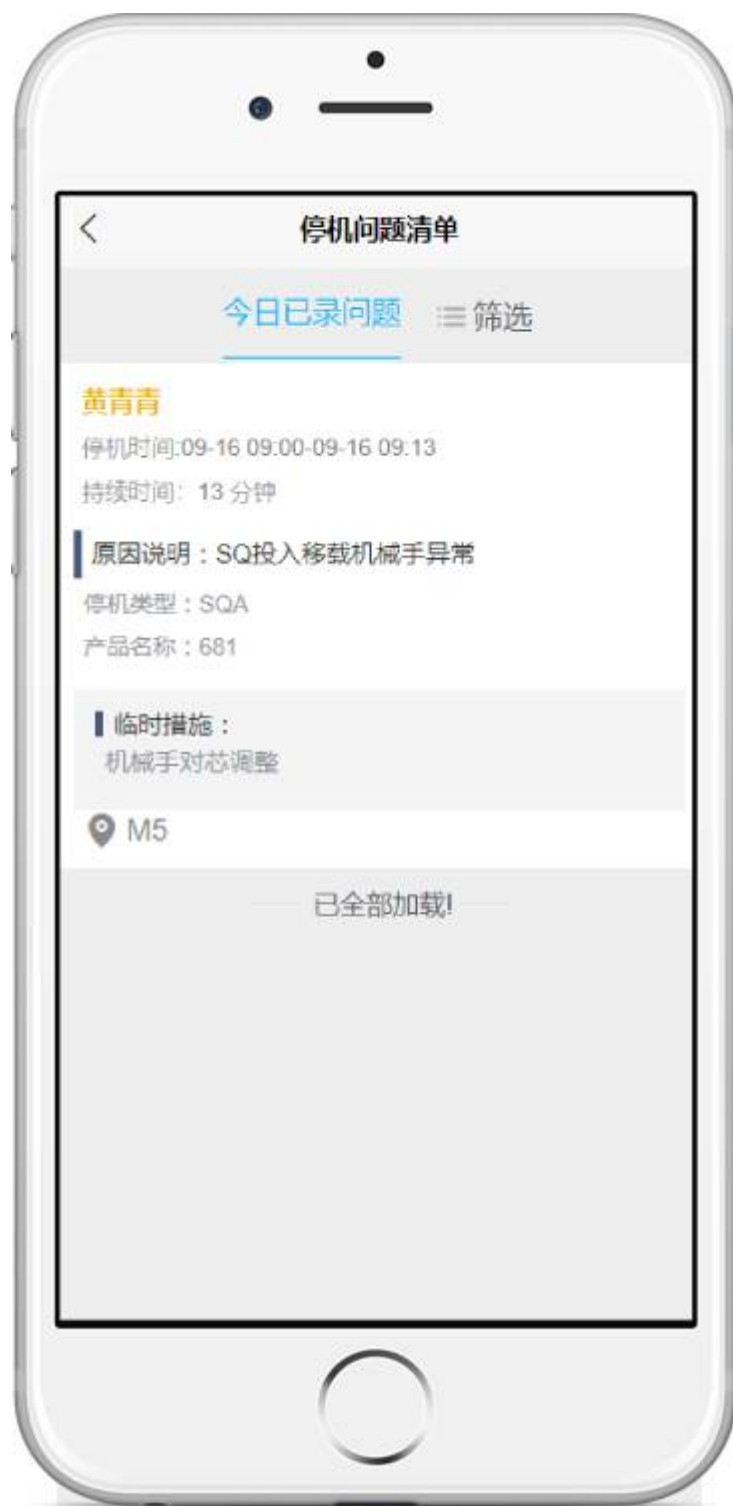 停机问题清单
今日已录问题 筛选
黄青青
停机时间:09-16 09:00-09-16 09:13
持续时间: 13 分钟
原因说明：SQ投入移载机械手异常
停机类型：SQA
产品名称：681
临时措施：
机械手对芯调整
M5
已全部加载!